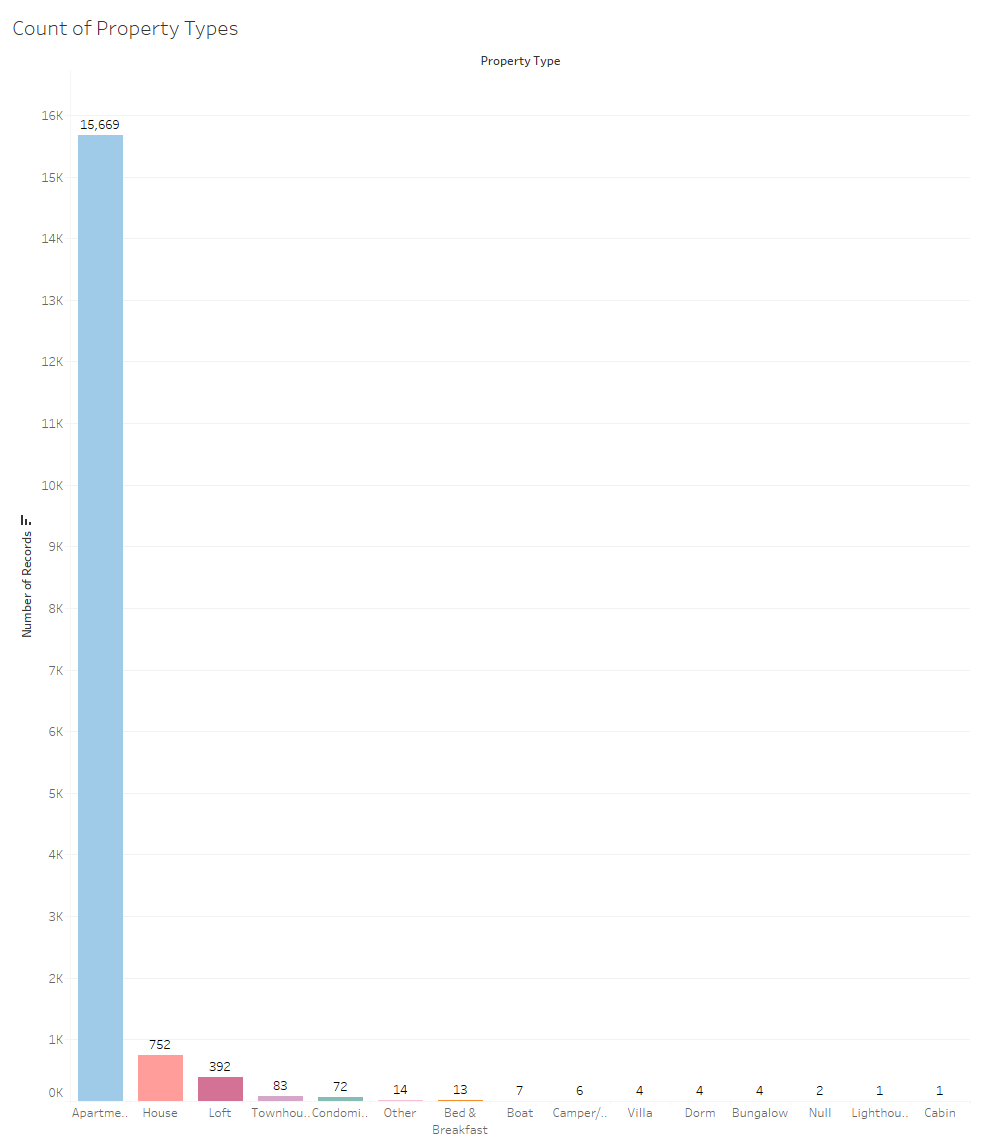 Count of Property Types
Property Type
16K
15,669
15K
14K
13K
12K
11K
10K
9K
8K
7K
6K
5K
4K
3K
2K
1K
0K
Number of Records
752
392
83
72
14
13
7
6
4
4
4
2
1
1
Apartme..
House
Loft
Townhou..
Condomi..
Other
Bed &
Breakfast
Boat
Camper/..
Villa
Dorm
Bungalow
Null
Lighthou..
Cabin